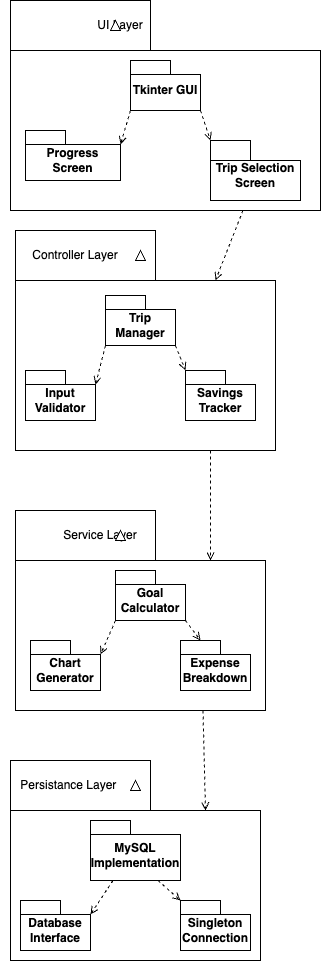 UI Layer
Tkinter GUI
Progress
Screen
Trip Selection
Screen
Controller Layer
Trip
Manager
Input
Validator
Savings
Tracker
Service Layer
Goal
Calculator
Chart
Generator
Expense
Breakdown
Persistance Layer
MySQL
Implementation
Database
Interface
Singleton
Connection